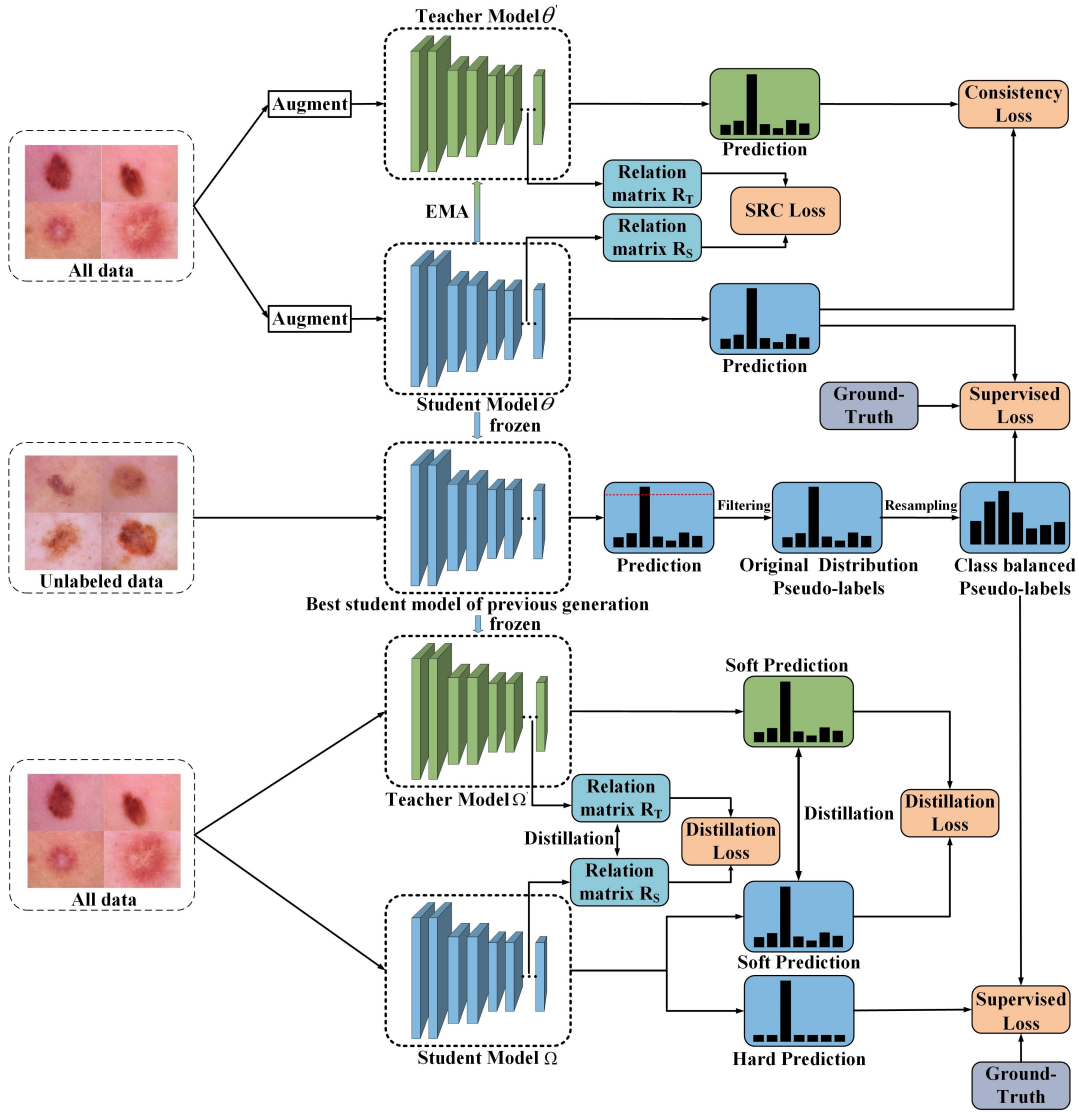 Teacher Model θ'
Augment
Prediction
Consistency
Loss
All data
EMA
Relation
matrix R_T
SRC Loss
Relation
matrix R_S
Augment
Prediction
Student Model θ
frozen
Ground-
Truth
Supervised
Loss
Unlabeled data
Prediction
Filtering
Original Distribution
Pseudo-labels
Resampling
Class balanced
Pseudo-labels
Best student model of previous generation
frozen
Soft Prediction
Teacher Model Ω'
Relation
matrix R_T
Distillation
Relation
matrix R_S
Distillation
Loss
Distillation
Distillation
Loss
All data
Soft Prediction
Student Model Ω
Hard Prediction
Supervised
Loss
Ground-
Truth